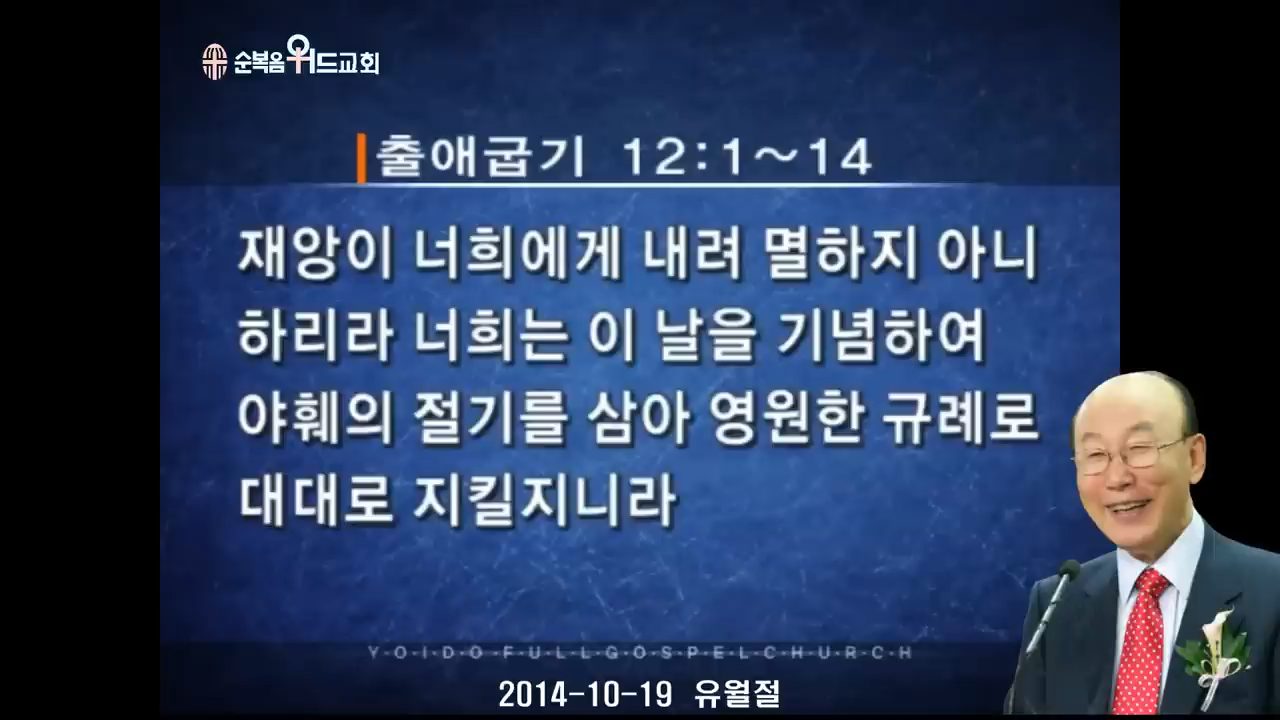 순복음워드교회
출애굽기 12:1~14
재앙이 너희에게 내려 멸하지 아니
하리라 너희는 이 날을 기념하여
야훼의 절기를 삼아 영원한 규례로
대대로 지킬지니라
Y·O·I·D·O·F·U·L·L·G·O·S·P·E·L·C·H·U·R·C·H
2014-10-19 유월절